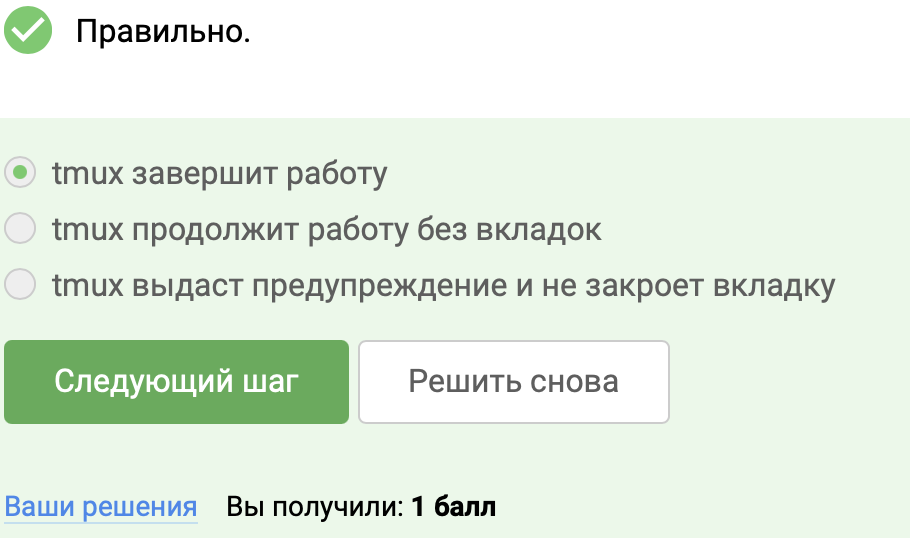 Правильно.
tmux завершит работу
tmux продолжит работу без вкладок
tmux выдаст предупреждение и не закроет вкладку
Следующий шаг Решить снова
Ваши решения Вы получили: 1 балл